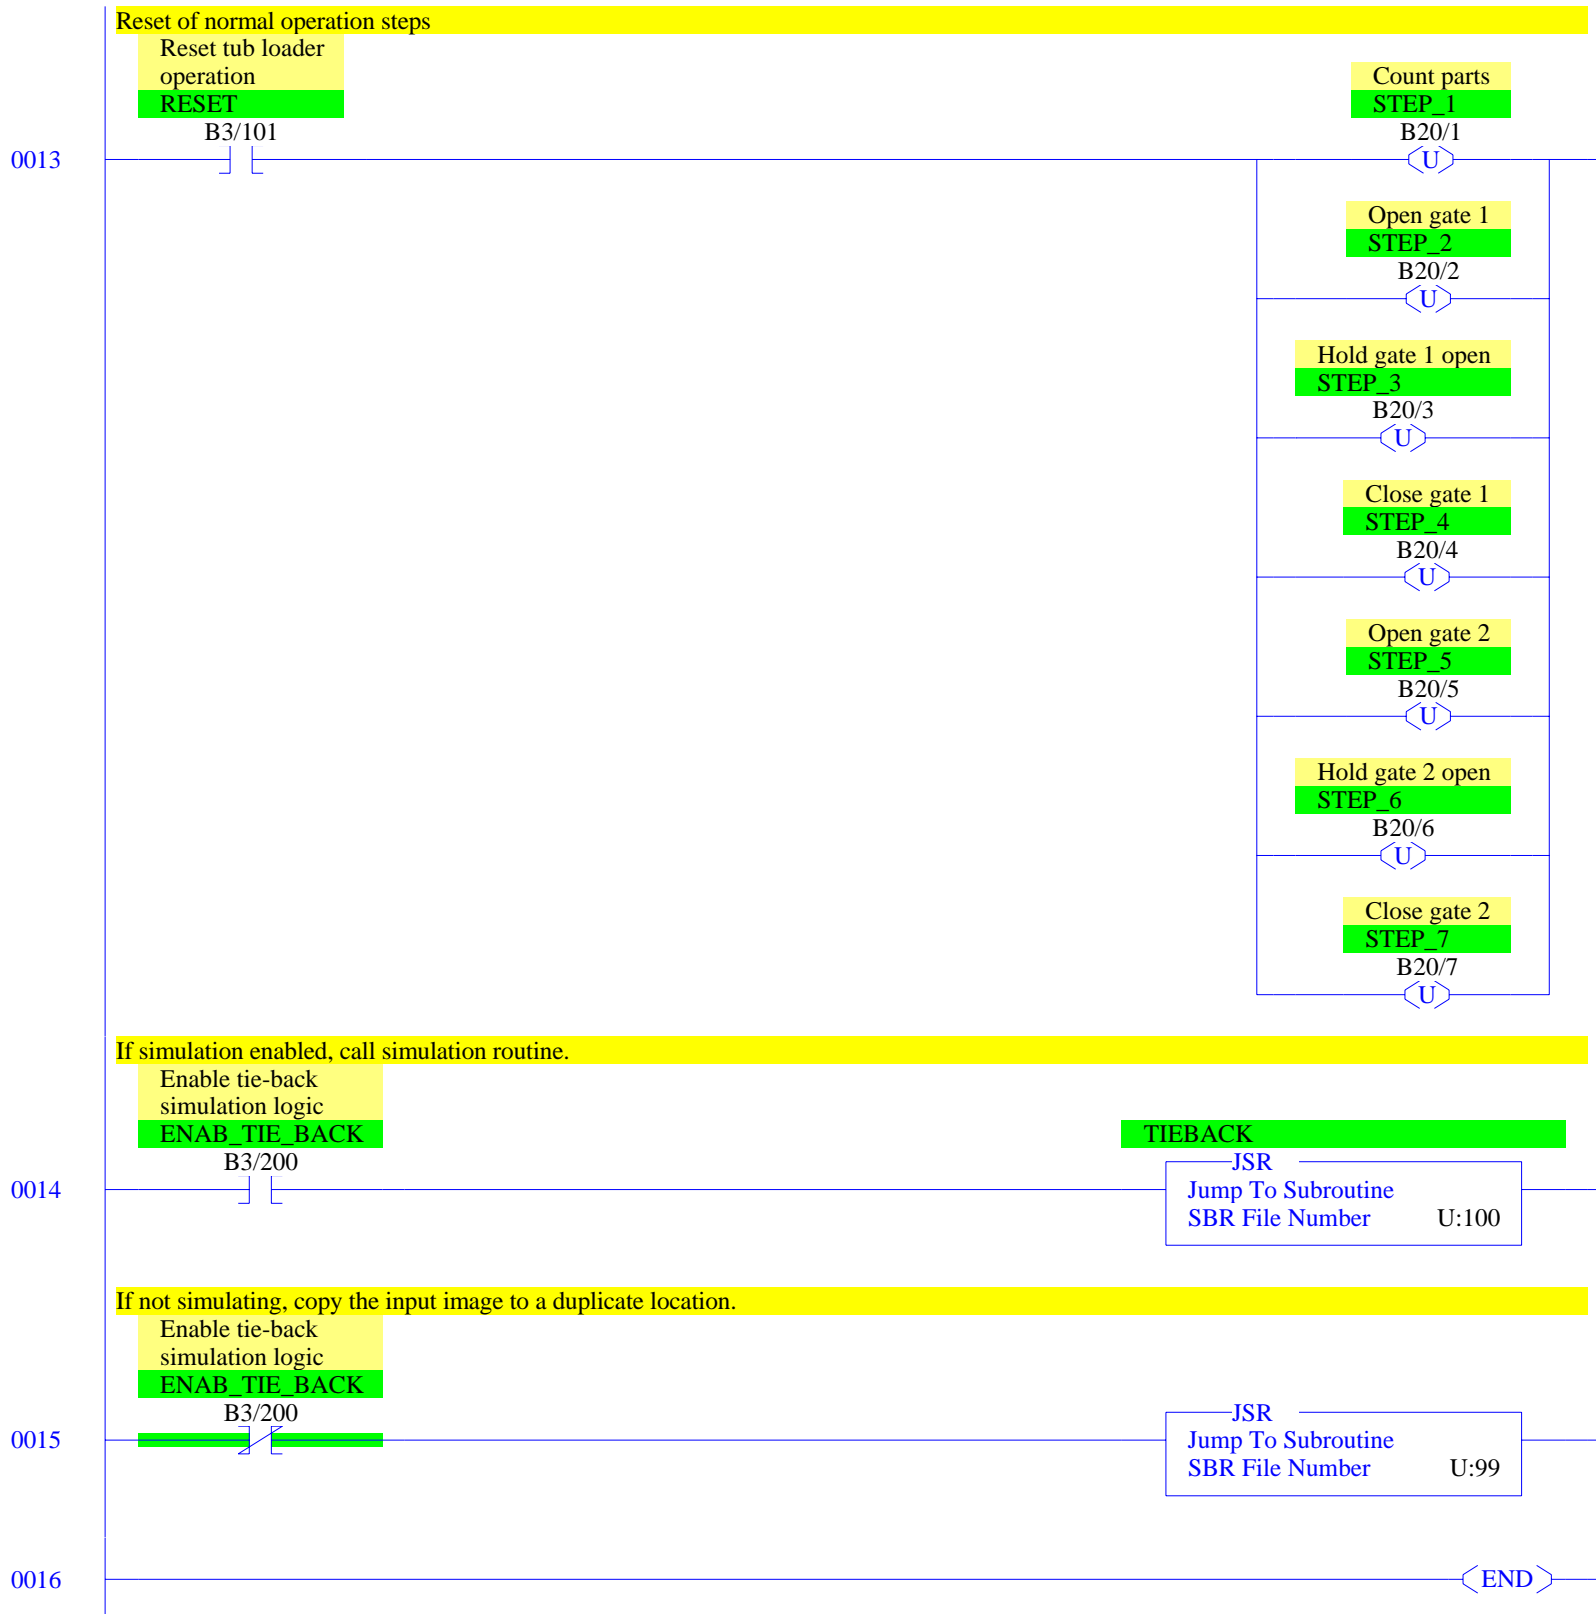 Reset of normal operation steps
Reset tub loader
operation
RESET
B3/101
0013
Count parts
STEP_1
B20/1
U
Open gate 1
STEP_2
B20/2
U
Hold gate 1 open
STEP_3
B20/3
U
Close gate 1
STEP_4
B20/4
U
Open gate 2
STEP_5
B20/5
U
Hold gate 2 open
STEP_6
B20/6
U
Close gate 2
STEP_7
B20/7
U
If simulation enabled, call simulation routine.
Enable tie-back
simulation logic
ENAB_TIE_BACK
B3/200
0014
TIEBACK
JSR
Jump To Subroutine
SBR File Number U:100
If not simulating, copy the input image to a duplicate location.
Enable tie-back
simulation logic
ENAB_TIE_BACK
B3/200
0015
JSR
Jump To Subroutine
SBR File Number U:99
0016
END